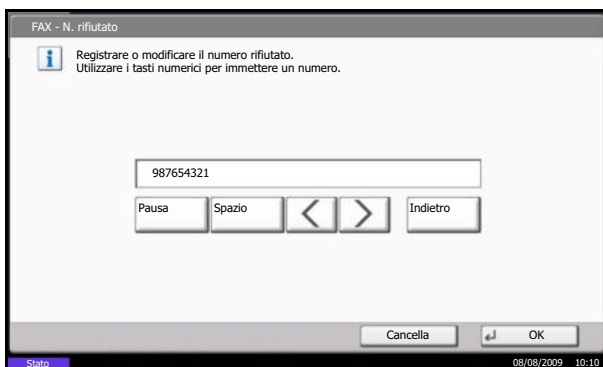 FAX - N. rifiutato
Registrare o modificare il numero rifiutato.
Utilizzare i tasti numerici per immettere un numero.
987654321
Pausa Spazio Indietro
Cancella OK
Stato 08/08/2009 10:10